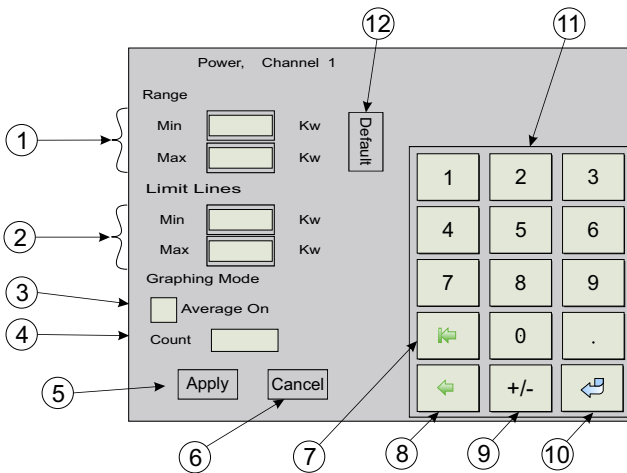 12
11
Power, Channel 1
Range
Min Kw
Max Kw
1
Default
Limit Lines
Min Kw
Max Kw
2
Graphing Mode
3
Average On
4
Count
5
Apply
Cancel
1 2 3
4 5 6
7 8 9
0 .
+/-
6
7
8
9
10